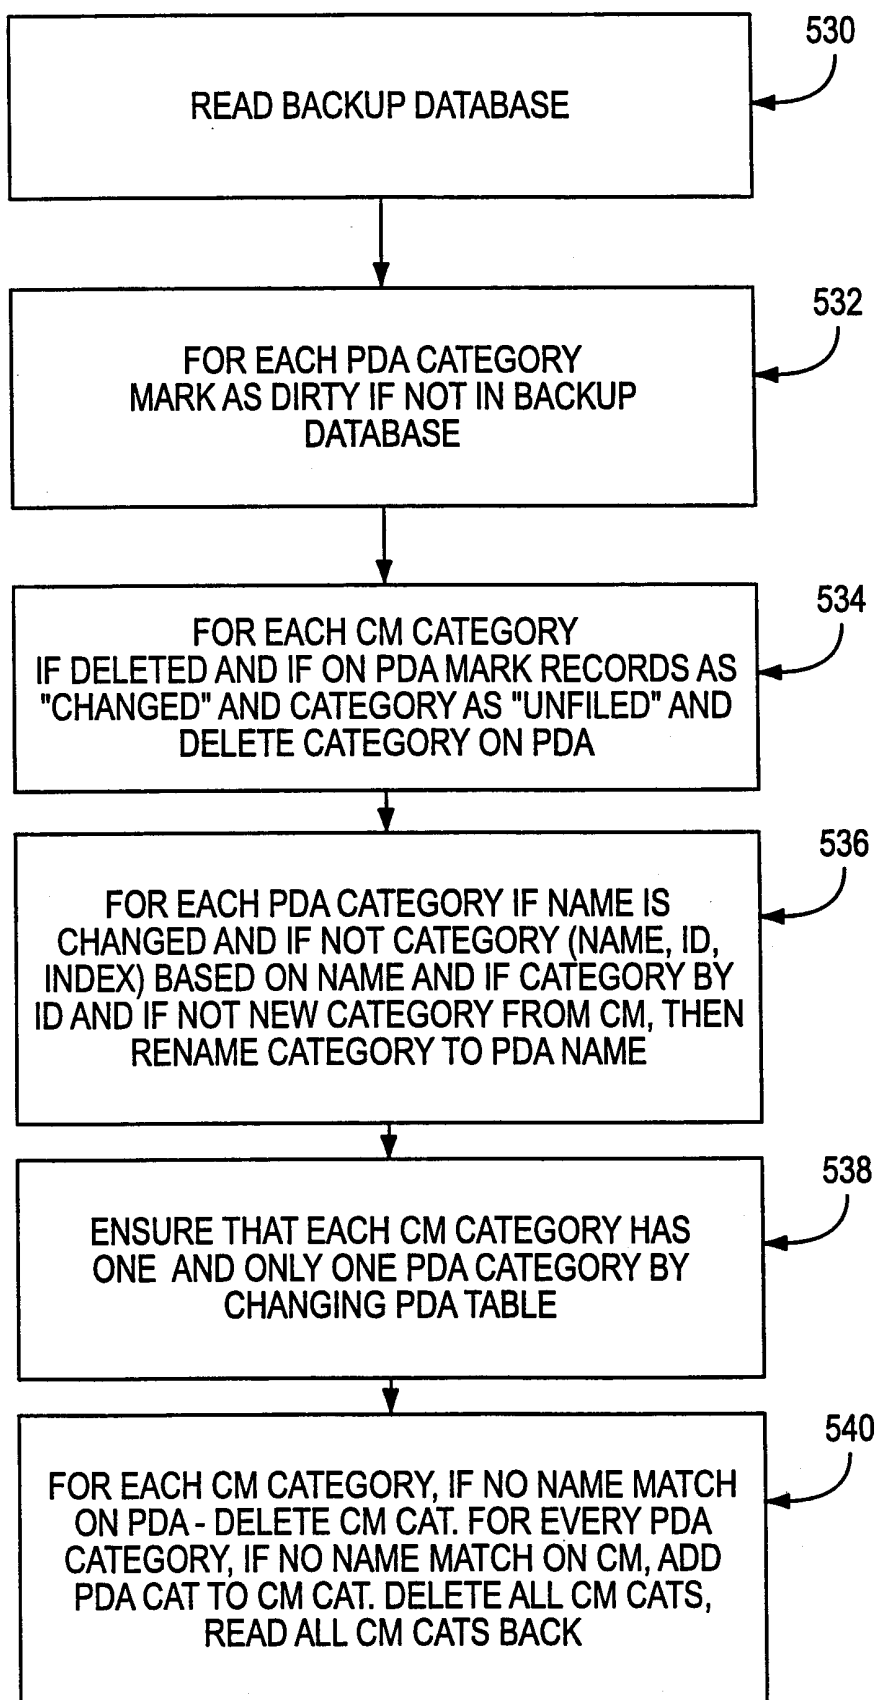 530
READ BACKUP DATABASE
532
FOR EACH PDA CATEGORY
MARK AS DIRTY IF NOT IN BACKUP
DATABASE
534
FOR EACH CM CATEGORY
IF DELETED AND IF ON PDA MARK RECORDS AS
"CHANGED" AND CATEGORY AS "UNFILED" AND
DELETE CATEGORY ON PDA
536
FOR EACH PDA CATEGORY IF NAME IS
CHANGED AND IF NOT CATEGORY (NAME, ID,
INDEX) BASED ON NAME AND IF CATEGORY BY
ID AND IF NOT NEW CATEGORY FROM CM, THEN
RENAME CATEGORY TO PDA NAME
538
ENSURE THAT EACH CM CATEGORY HAS
ONE AND ONLY ONE PDA CATEGORY BY
CHANGING PDA TABLE
540
FOR EACH CM CATEGORY, IF NO NAME MATCH
ON PDA - DELETE CM CAT. FOR EVERY PDA
CATEGORY, IF NO NAME MATCH ON CM, ADD
PDA CAT TO CM CAT. DELETE ALL CM CATS,
READ ALL CM CATS BACK